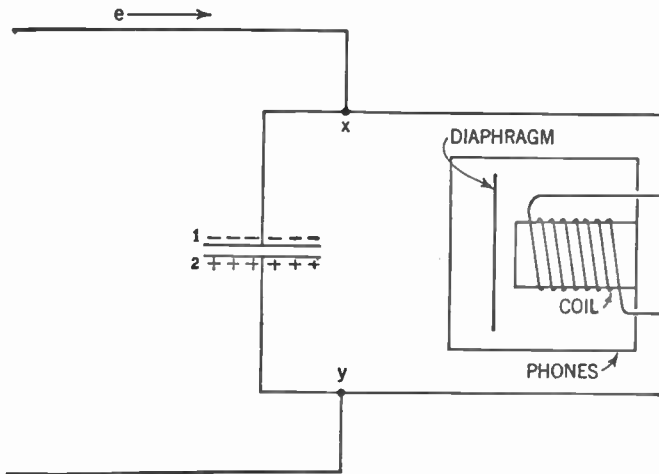 e
x
DIAPHRAGM
1 - - - - - -
2 + + + + + +
COIL
y
PHONES